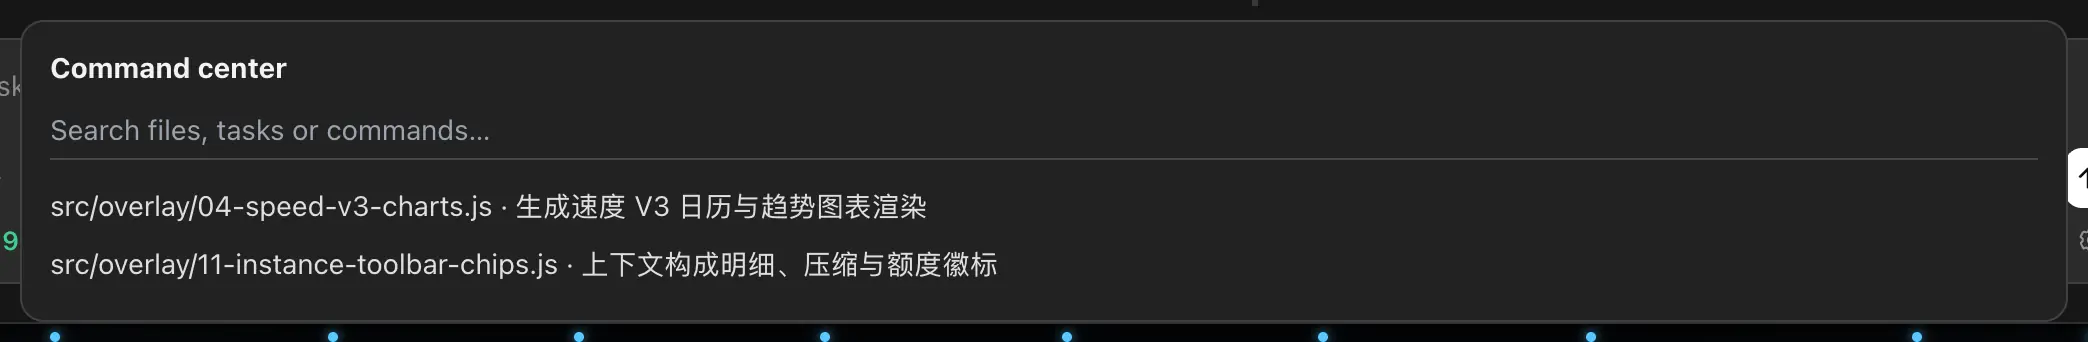 Command center
sk
Search files, tasks or commands...
src/overlay/04-speed-v3-charts.js · 生成速度 V3 日历与趋势图表渲染
9
src/overlay/11-instance-toolbar-chips.js · 上下文构成明细、压缩与额度徽标